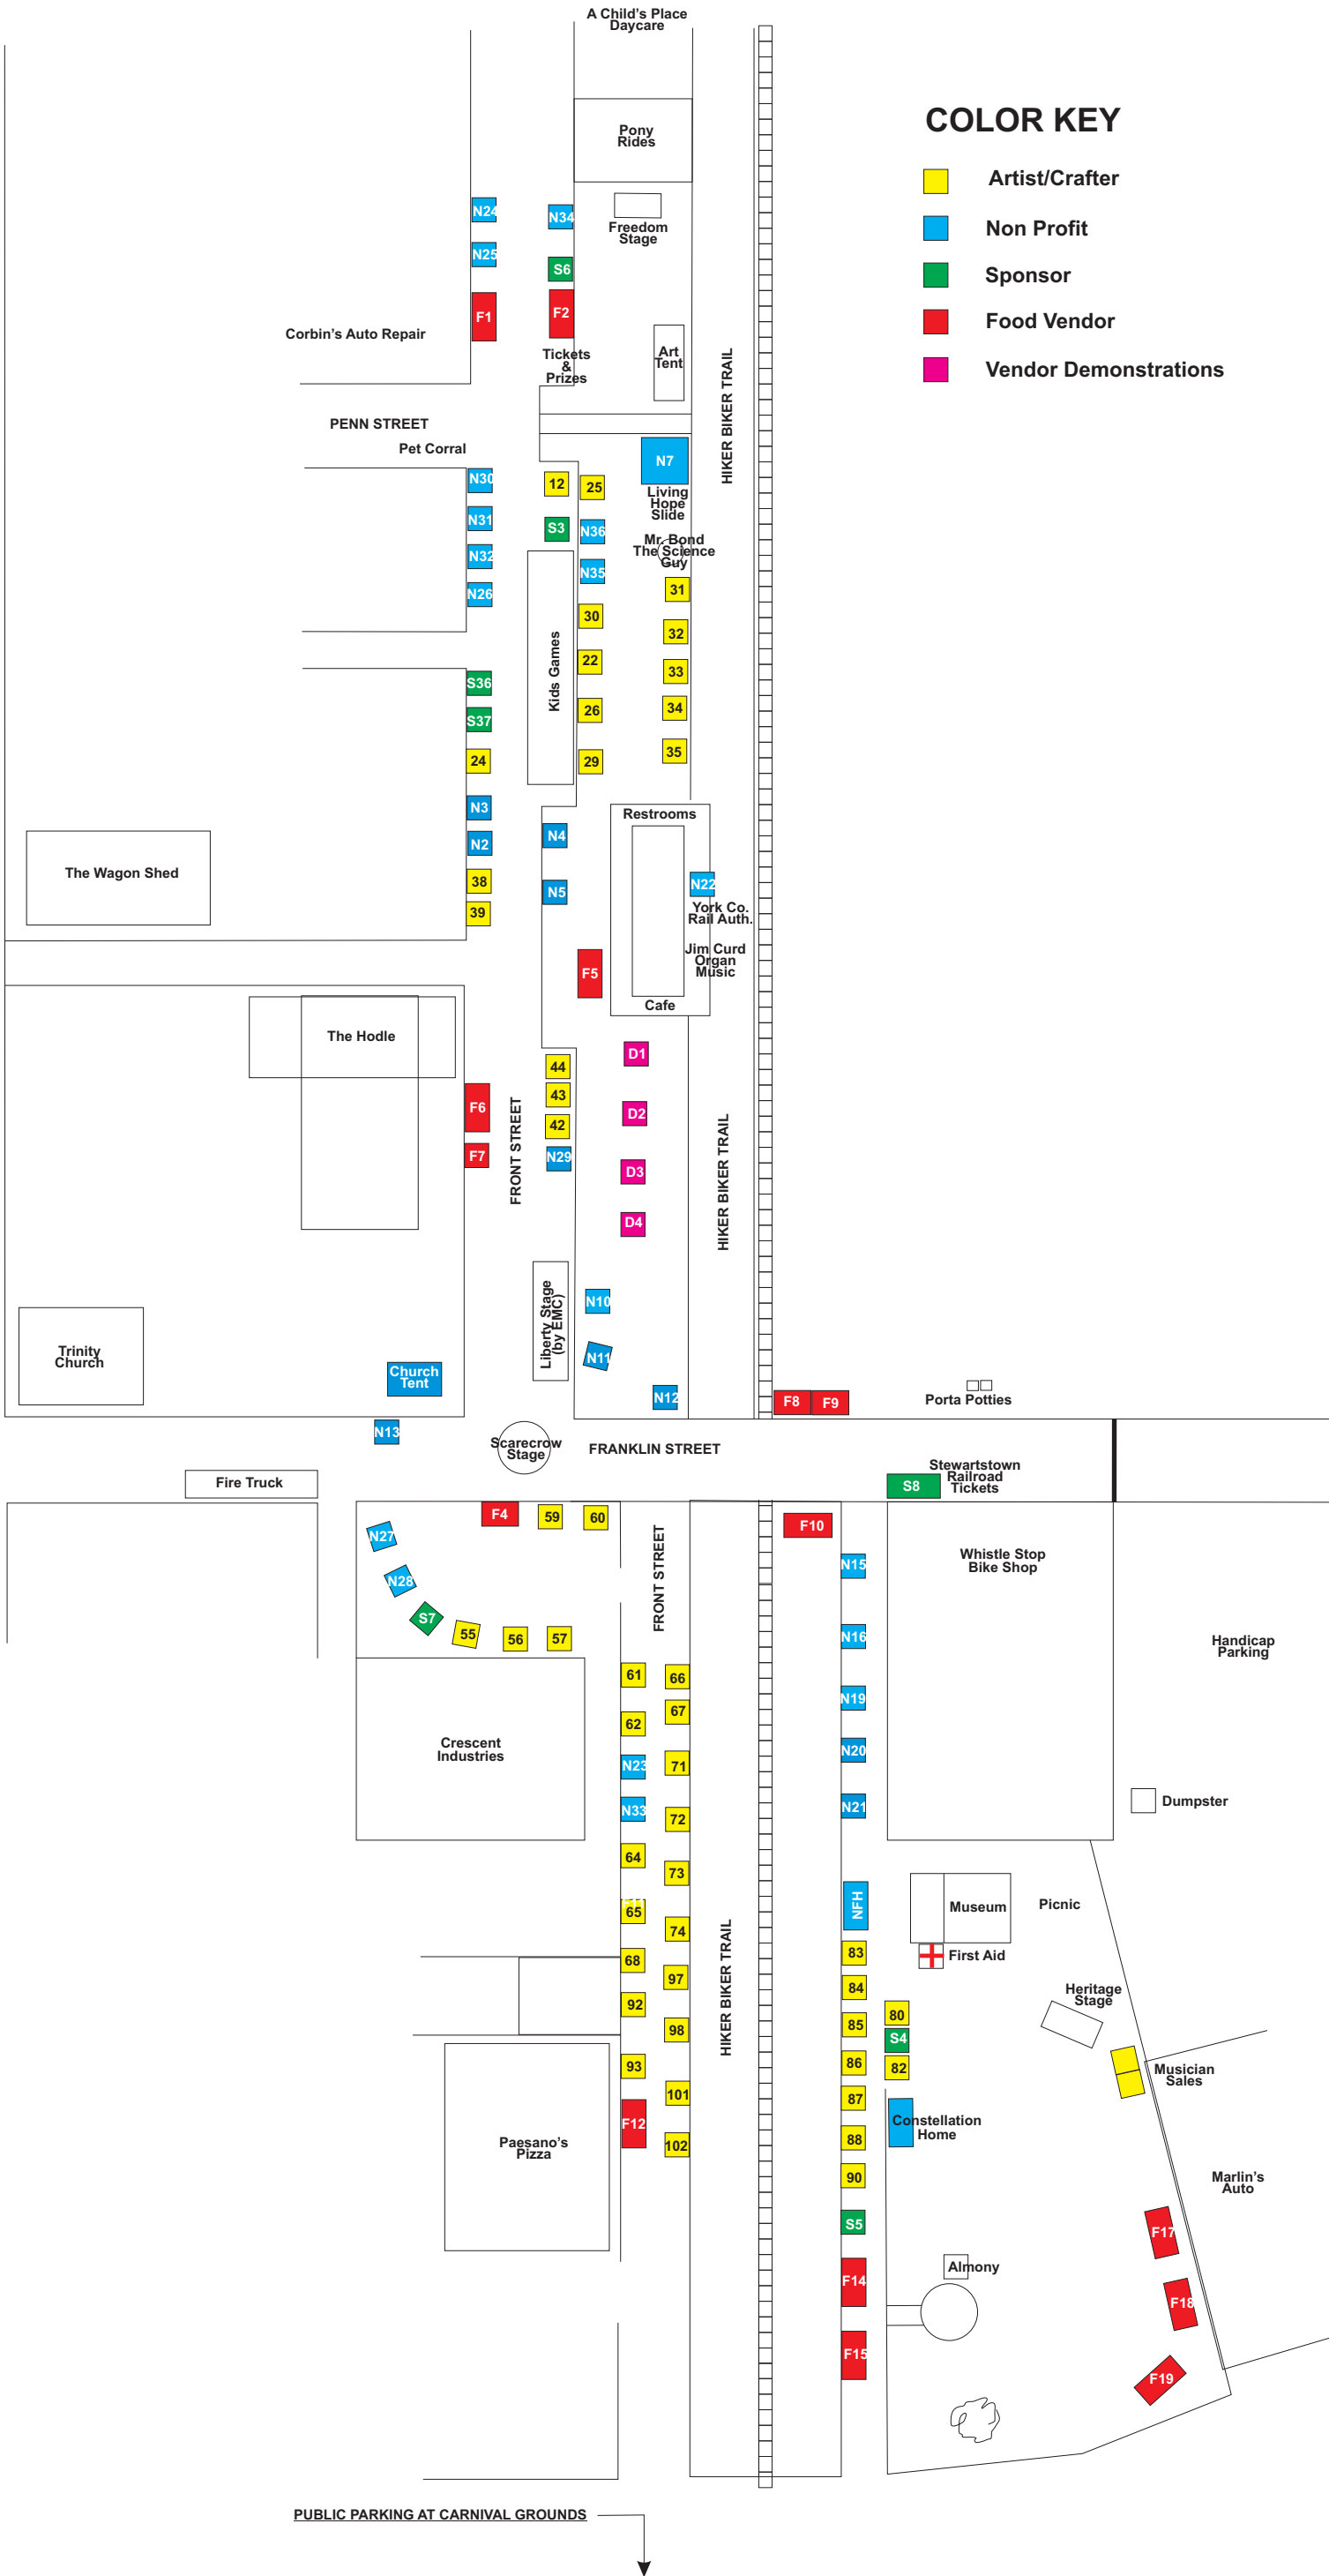 A Child's Place
Daycare
COLOR KEY
Artist/Crafter
Non Profit
Sponsor
Food Vendor
Vendor Demonstrations
Pony
Rides
N24
N34
Freedom
Stage
N25
S6
F1
F2
Corbin's Auto Repair
Tickets
&
Prizes
Art
Tent
HIKER BIKER TRAIL
PENN STREET
Pet Corral
N7
Living
Hope
Slide
N30
12
25
N31
S3
N36
Mr. Bond
The Science
Guy
N32
N35
N26
31
30
32
Kids Games
22
33
S36
26
34
S37
24
29
35
N3
Restrooms
N4
N2
The Wagon Shed
38
N5
N22
39
York Co.
Rail Auth.
Jim Curd
Organ
Music
F5
Cafe
The Hodle
D1
44
43
F6
D2
42
FRONT STREET
HIKER BIKER TRAIL
F7
N29
D3
D4
Liberty Stage
(by EMC)
N10
N11
Trinity
Church
Church
Tent
N12
F8
F9
Porta Potties
N13
Scarecrow
Stage
FRANKLIN STREET
Fire Truck
Stewartstown
Railroad
Tickets
S8
F4
59
60
F10
N27
FRONT STREET
N15
Whistle Stop
Bike Shop
N28
S7
55
56
57
N16
Handicap
Parking
61
66
67
N19
62
Crescent
Industries
N20
N23
71
N33
72
N21
Dumpster
64
73
65
74
NFH
Museum
Picnic
HIKER BIKER TRAIL
68
83
First Aid
97
84
Heritage
Stage
92
80
98
85
S4
93
86
82
Musician
Sales
101
87
F12
Constellation
Home
Paesano's
Pizza
102
88
90
Marlin's
Auto
S5
F17
F14
Almony
F18
F15
F19
PUBLIC PARKING AT CARNIVAL GROUNDS